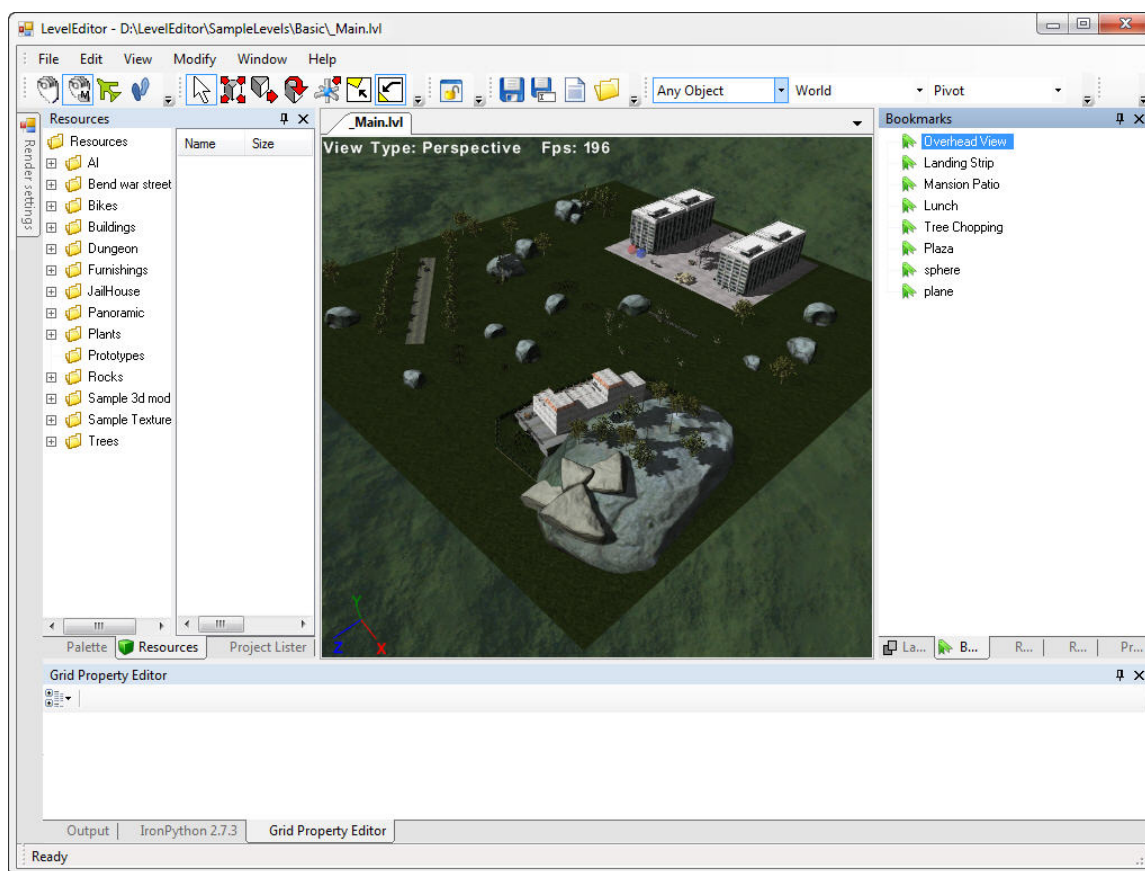 LevelEditor - D:\LevelEditor\SampleLevels\Basic\_Main.lvl
File Edit View Modify Window Help
M
Any Object World Pivot
Render settings
Resources
Resources
AI
Bend war street
Bikes
Buildings
Dungeon
Furnishings
JailHouse
Panoramic
Plants
Prototypes
Rocks
Sample 3d mod
Sample Texture
Trees
Name Size
Palette Resources Project Lister
_Main.lvl
View Type: Perspective Fps: 196
Y
Z X
Bookmarks
Overhead View
Landing Strip
Mansion Patio
Lunch
Tree Chopping
Plaza
sphere
plane
La... B... R... R... Pr...
Grid Property Editor
Output IronPython 2.7.3 Grid Property Editor
Ready